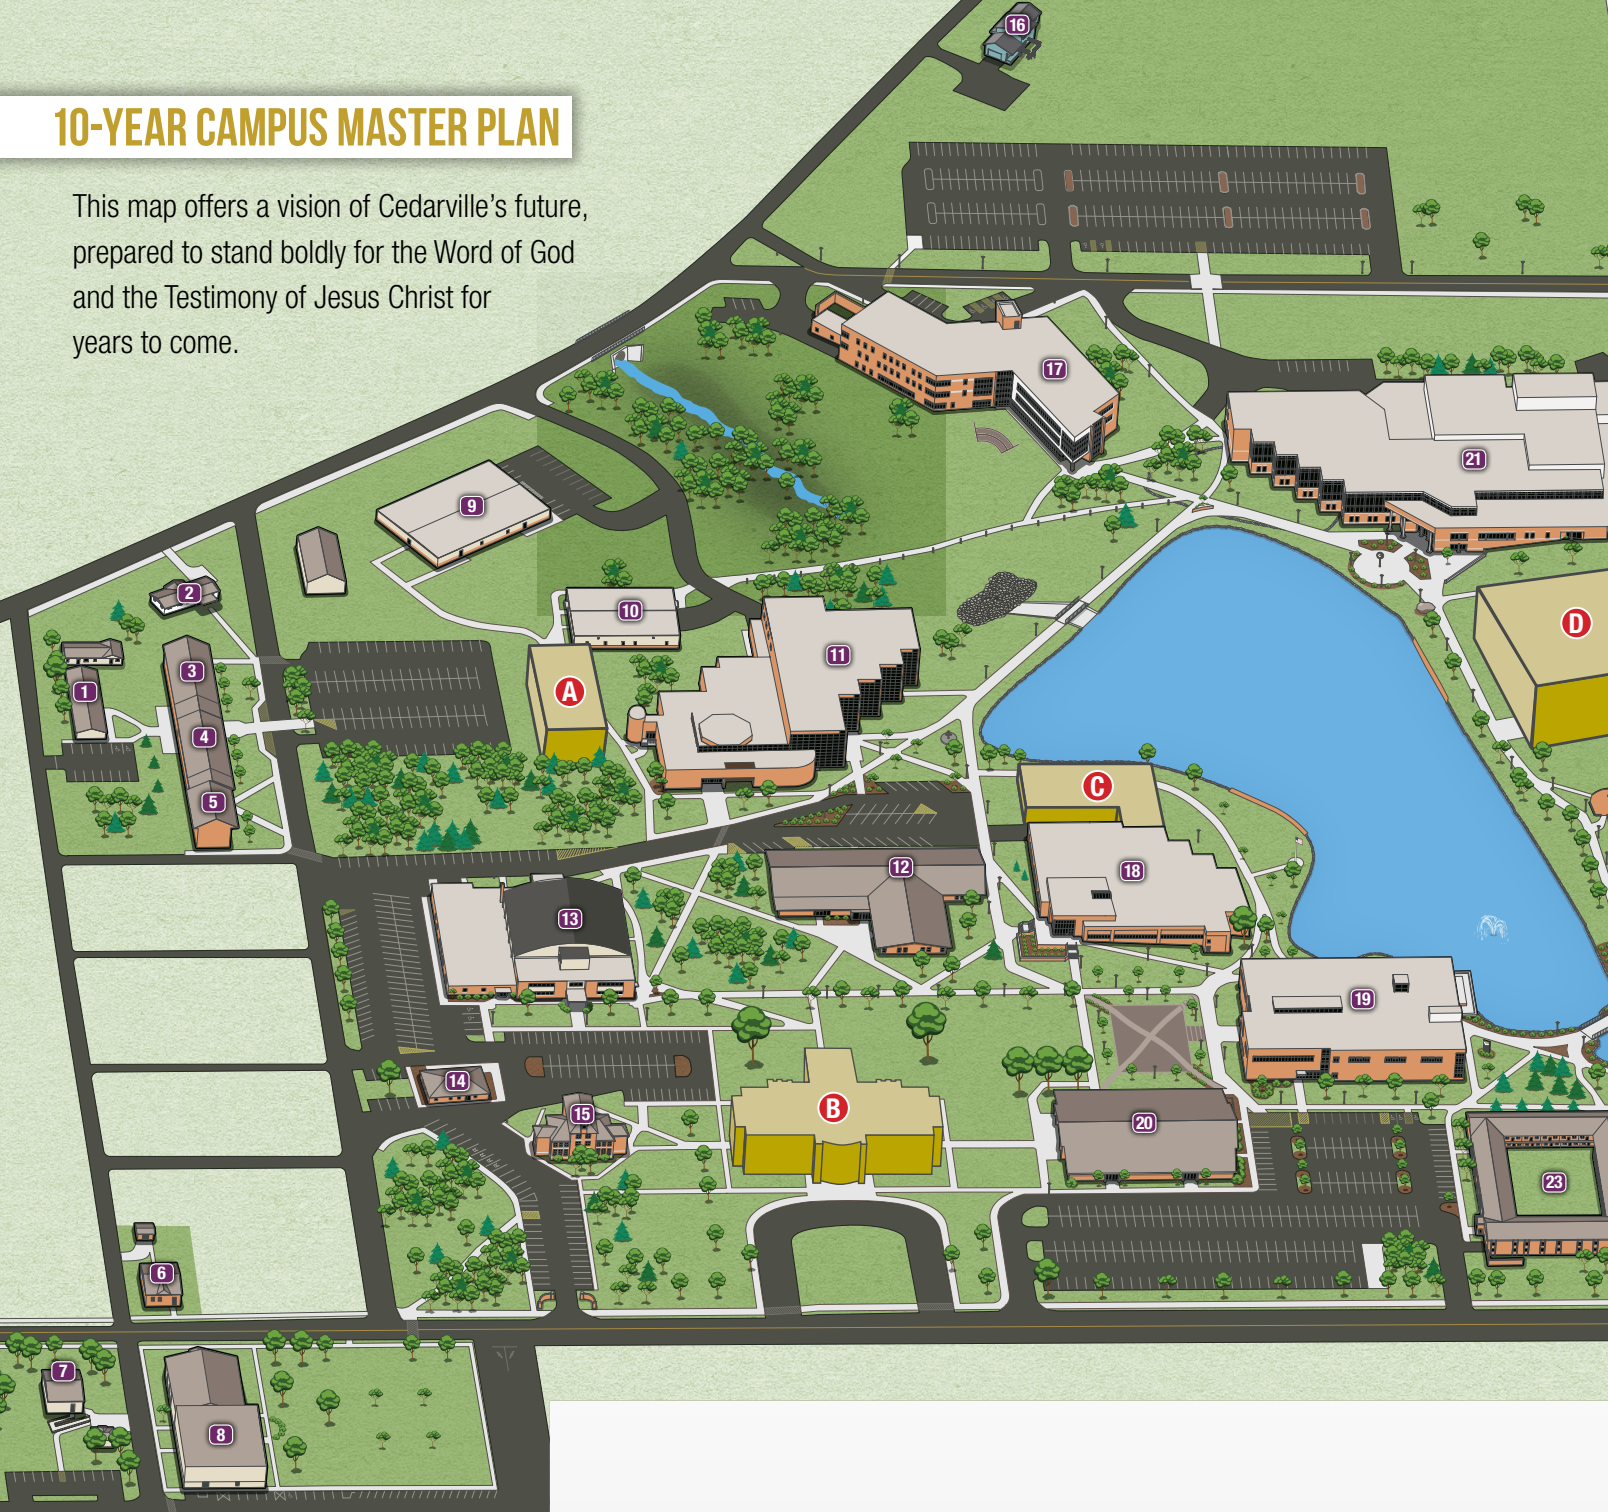 10-YEAR CAMPUS MASTER PLAN
This map offers a vision of Cedarville's future,
prepared to stand boldly for the Word of God
and the Testimony of Jesus Christ for
years to come.
16
17
21
9
2
10
D
3
11
1
A
4
C
5
12
18
13
19
14
15
B
20
23
6
7
8